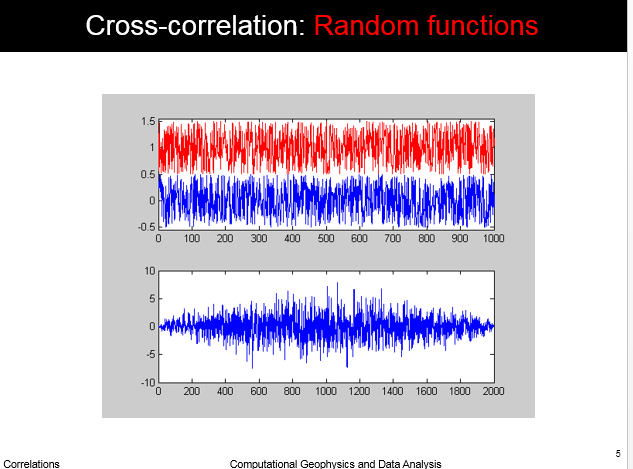 Cross-correlation: Random functions
1.5
1
0.5
0
-0.5
0 100 200 300 400 500 600 700 800 900 1000
10
5
0
-5
-10
0 200 400 600 800 1000 1200 1400 1600 1800 2000
5
Correlations Computational Geophysics and Data Analysis